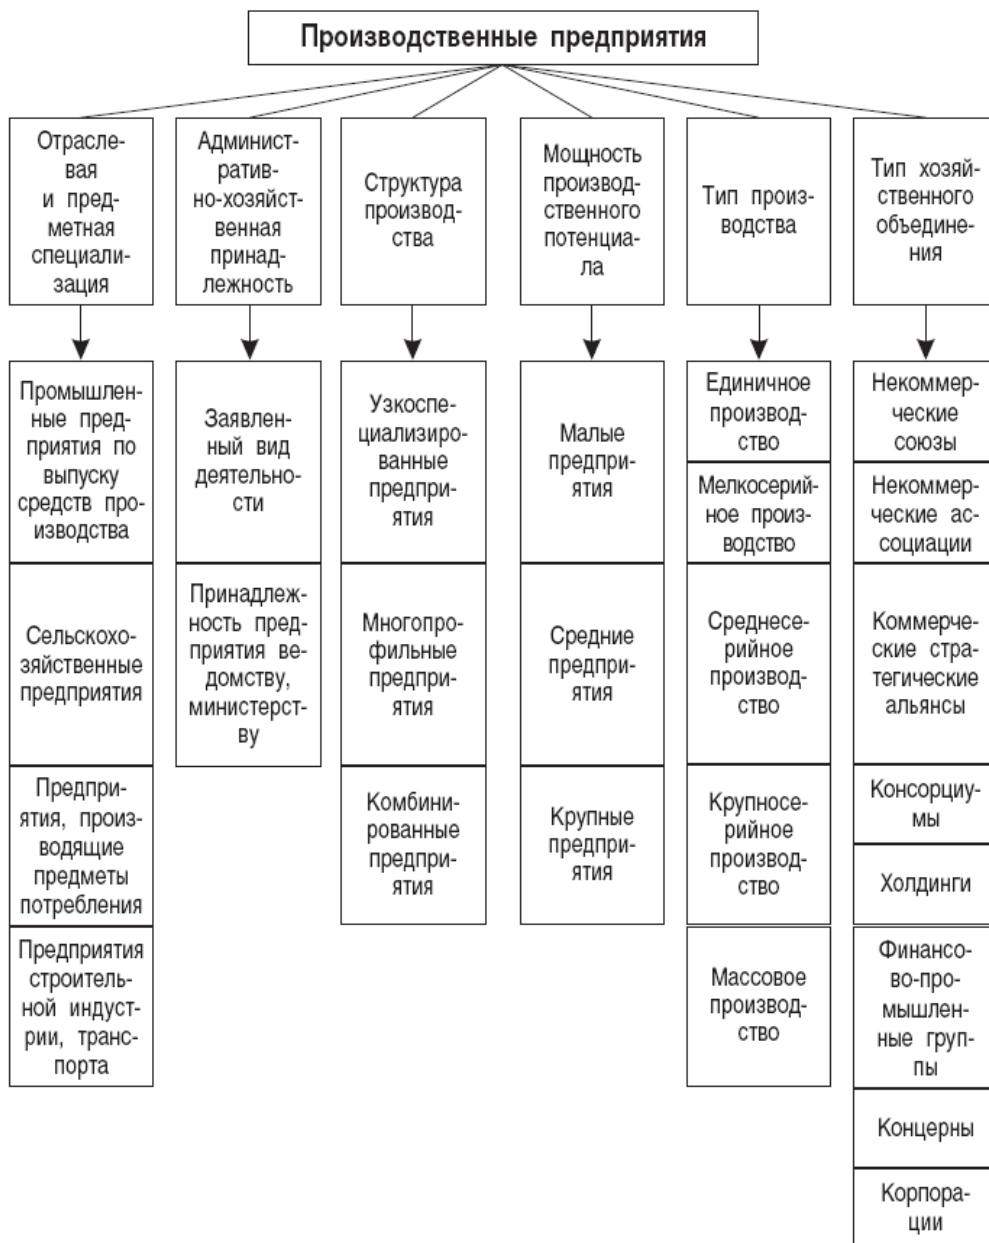 Производственные предприятия
Отрасле-
вая
и пред-
метная
специали-
зация
Админист-
ратив-
но-хозяйст-
венная
принад-
лежность
Структура
производ-
ства
Мощность
производ-
ственного
потенциа-
ла
Тип произ-
водства
Тип хозяй-
ственного
объедине-
ния
Промышлен-
ные пред-
приятия по
выпуску
средств про-
изводства
Сельскохо-
зяйственные
предприятия
Предпри-
ятия, произ-
водящие
предметы
потребления
Предприятия
строитель-
ной индуст-
рии, транс-
порта
Заявлен-
ный вид
деятельно-
сти
Принадлеж-
ность пред-
приятия ве-
домству,
министерст-
ву
Узкоспе-
циализиро-
ванные
предпри-
ятия
Многопро-
фильные
предпри-
ятия
Комбини-
рованные
предпри-
ятия
Малые
предпри-
ятия
Средние
предпри-
ятия
Крупные
предпри-
ятия
Единичное
производ-
ство
Мелкосерий-
ное произ-
водство
Среднесе-
рийное
производ-
ство
Крупносе-
рийное
производ-
ство
Массовое
производ-
ство
Некоммер-
ческие
союзы
Некоммер-
ческие ас-
социации
Коммерче-
ские стра-
тегические
альянсы
Консорциу-
мы
Холдинги
Финансо-
во-про-
мышлен-
ные груп-
пы
Концерны
Корпора-
ции